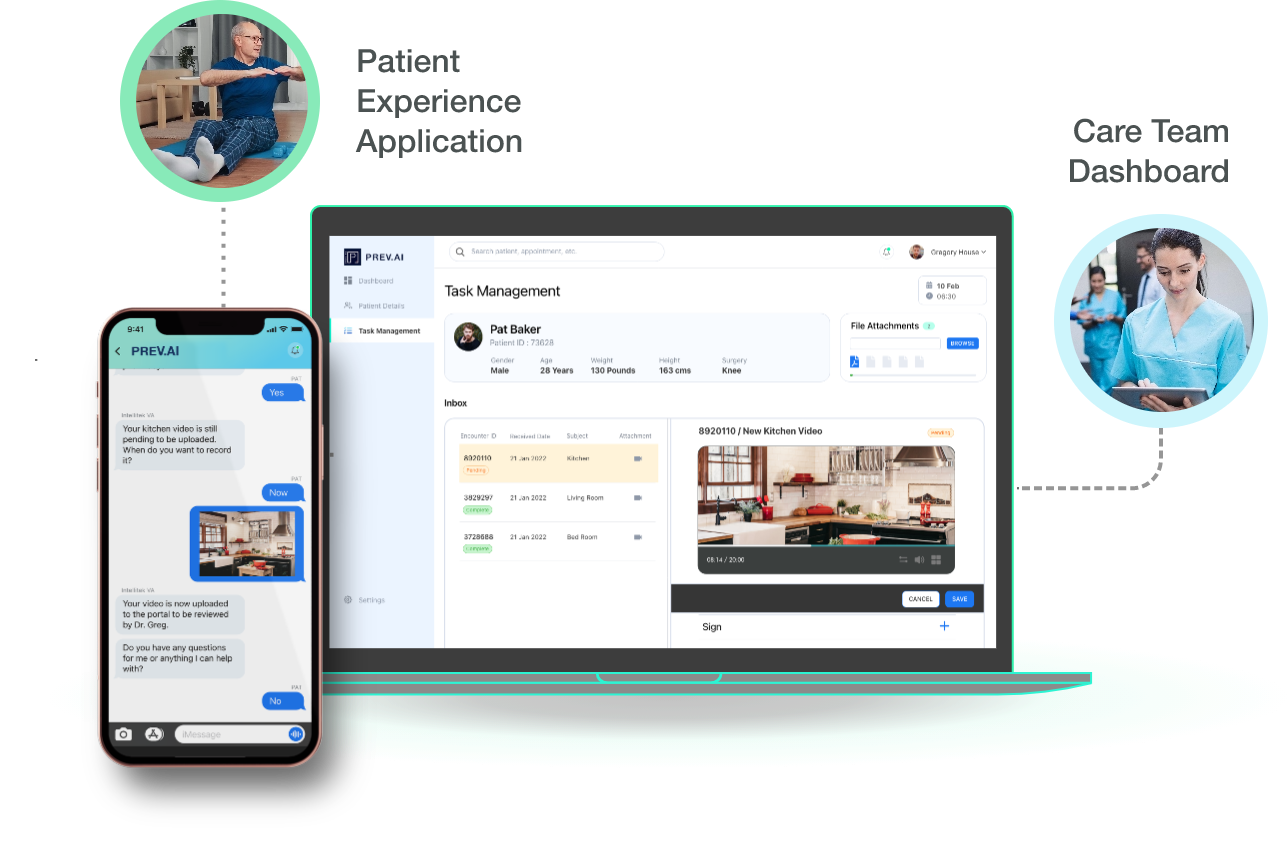 Patient
Experience
Application
Care Team
Dashboard
9:41
PREV.AI
PAT
Yes
Intelitek VA
Your kitchen video is still
pending to be uploaded.
When do you want to record
it?
PAT
Now
Intelitek VA
Your video is now uploaded
to the portal to be reviewed
by Dr. Greg.
Do you have any questions
for me or anything I can help
with?
PAT
No
iMessage
PREV.AI
Dashboard
Patient Details
Task Management
Settings
Search patient, appointment, etc.
Gregory House
Task Management
10 Feb
06:30
Pat Baker
Patient ID : 73628
Gender Age Weight Height Surgery
Male 28 Years 130 Pounds 163 cms Knee
File Attachments
BROWSE
Inbox
Encounter ID Received Date Subject Attachment
8920110 21 Jan 2022 Kitchen
Pending
3829297 21 Jan 2022 Living Room
Complete
3728688 21 Jan 2022 Bed Room
Complete
8920110 / New Kitchen Video
Pending
08:14 / 20:00
CANCEL SAVE
Sign